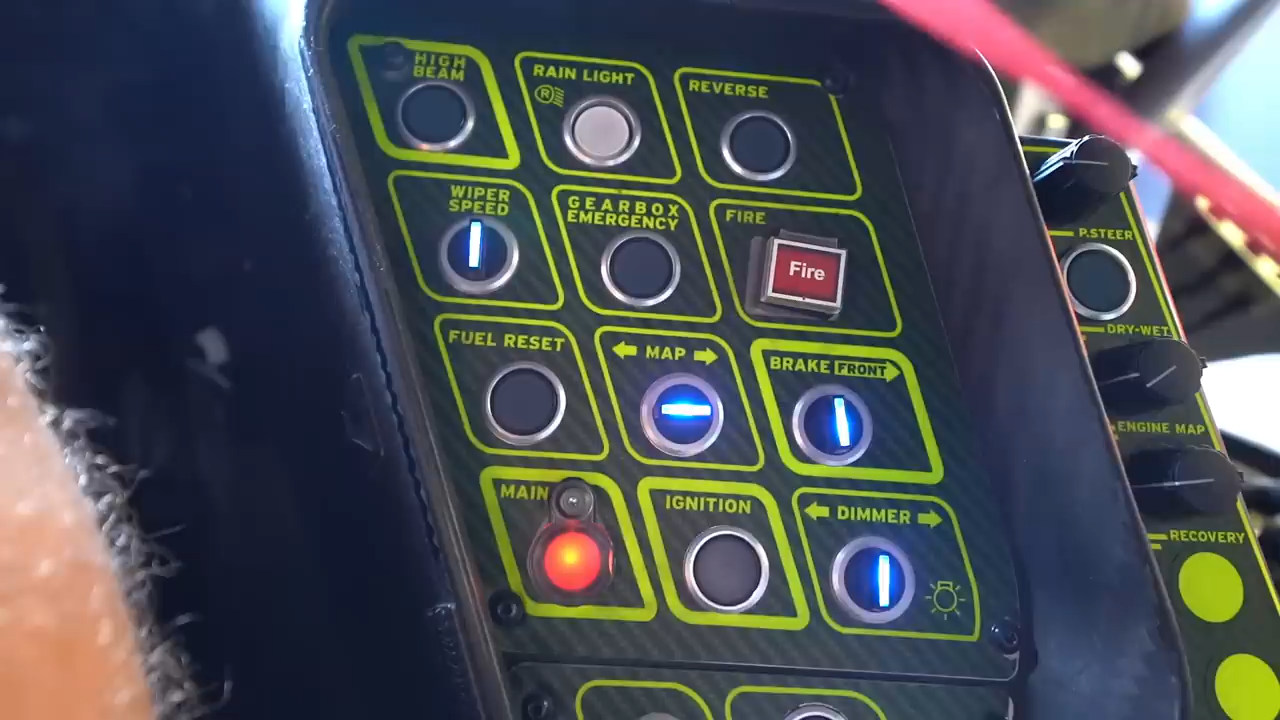 HIGH
BEAM
RAIN LIGHT
R
REVERSE
WIPER
SPEED
GEARBOX
EMERGENCY
FIRE
Fire
P.STEER
FUEL RESET
MAP
BRAKE FRONT
DRY-WET
ENGINE MAP
MAIN
IGNITION
DIMMER
RECOVERY